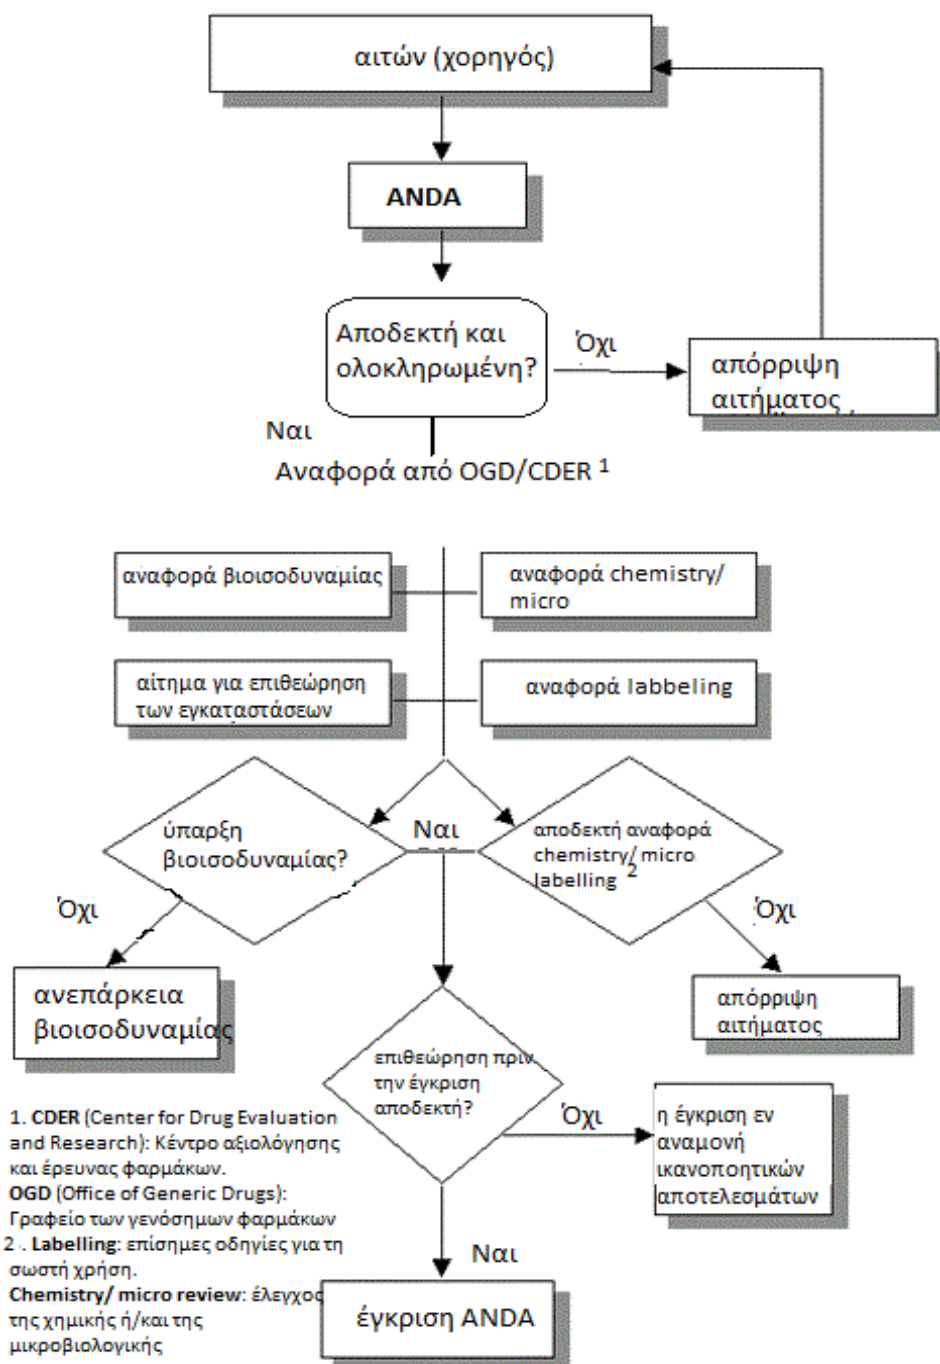 αιτών (χορηγός)
ANDA
Αποδεκτή και
ολοκληρωμένη?
Όχι
απόρριψη
αιτήματος
Ναι
Αναφορά από OGD/CDER 1
αναφορά βιοισοδυναμίας
αναφορά chemistry/
micro
αίτημα για επιθεώρηση
των εγκαταστάσεων
αναφορά labbeling
ύπαρξη
βιοισοδυναμίας?
Ναι
αποδεκτή αναφορά
chemistry/ micro
labelling 2
Όχι
Όχι
ανεπάρκεια
βιοισοδυναμίας
απόρριψη
αιτήματος
επιθεώρηση πριν
την έγκριση
αποδεκτή?
Όχι
η έγκριση εν
αναμονή
ικανοποητικών
αποτελεσμάτων
1. CDER (Center for Drug Evaluation
and Research): Κέντρο αξιολόγησης
και έρευνας φαρμάκων.
OGD (Office of Generic Drugs):
Γραφείο των γενόσημων φαρμάκων
2. Labelling: επίσημες οδηγίες για τη
σωστή χρήση.
Chemistry/ micro review: έλεγχος
της χημικής ή/και της
μικροβιολογικής
Ναι
έγκριση ANDA